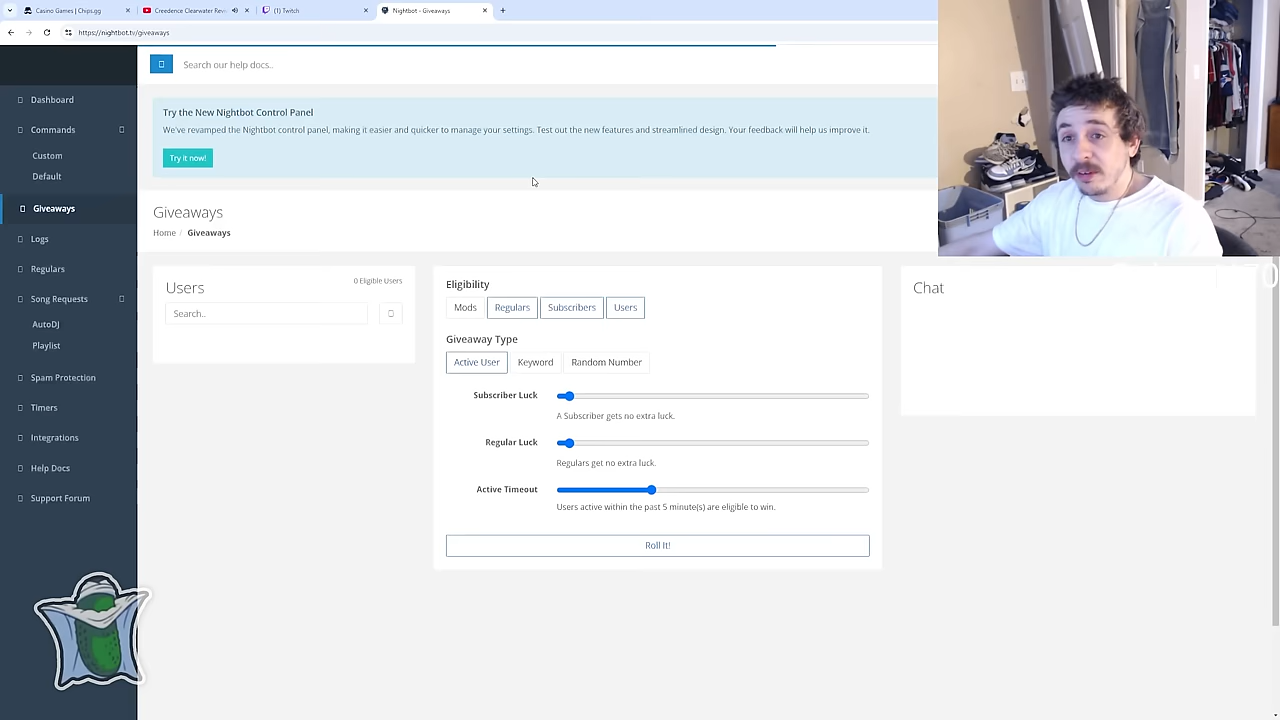 Casino Games | Chips.gg
Creedence Clearwater Revi
(1) Twitch
Nightbot - Giveaways
https://nightbot.tv/giveaways
Search our help docs..
Dashboard
Commands
Custom
Default
Giveaways
Logs
Regulars
Song Requests
AutoDJ
Playlist
Spam Protection
Timers
Integrations
Help Docs
Support Forum
Try the New Nightbot Control Panel
We've revamped the Nightbot control panel, making it easier and quicker to manage your settings. Test out the new features and streamlined design. Your feedback will help us improve it.
Try it now!
Giveaways
Home / Giveaways
Users
0 Eligible Users
Search..
Eligibility
Mods Regulars Subscribers Users
Giveaway Type
Active User Keyword Random Number
Subscriber Luck
A Subscriber gets no extra luck.
Regular Luck
Regulars get no extra luck.
Active Timeout
Users active within the past 5 minute(s) are eligible to win.
Roll It!
Chat